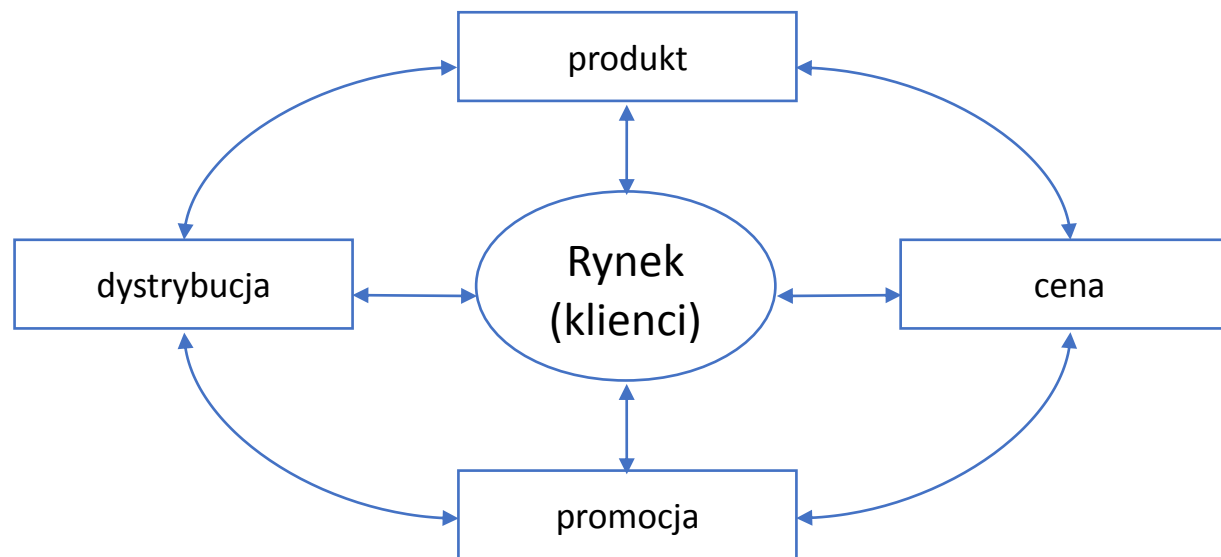 produkt
dystrybucja
Rynek
(klienci)
cena
promocja